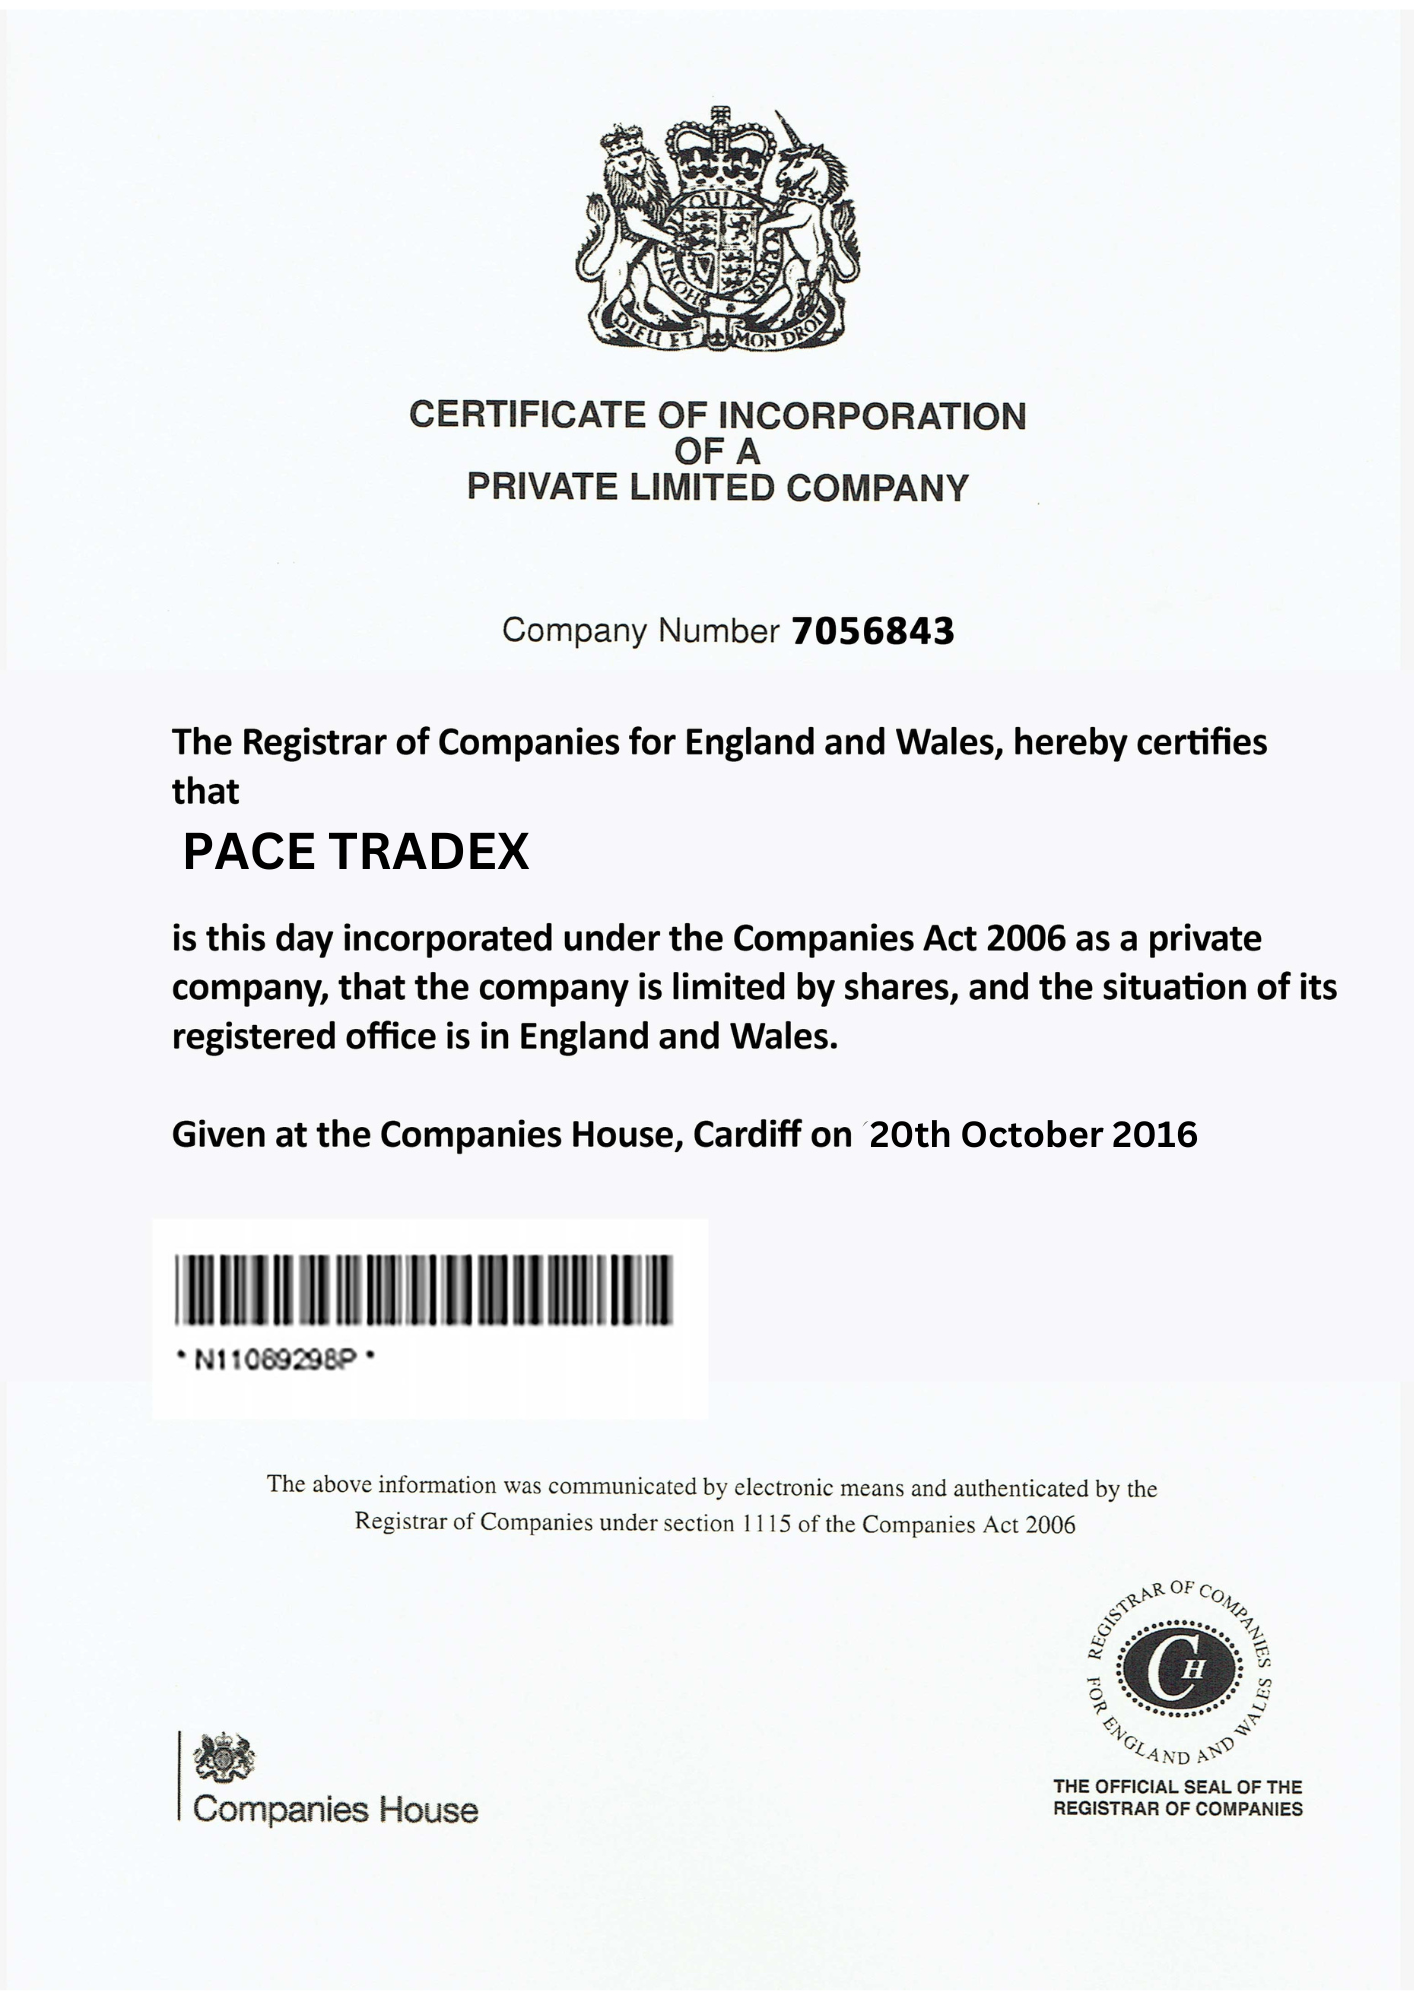 QUI
HONI S
DIEU ET MON DROIT
CERTIFICATE OF INCORPORATION
OF A
PRIVATE LIMITED COMPANY
Company Number 7056843
The Registrar of Companies for England and Wales, hereby certifies
that
PACE TRADEX
is this day incorporated under the Companies Act 2006 as a private
company, that the company is limited by shares, and the situation of its
registered office is in England and Wales.
Given at the Companies House, Cardiff on ´20th October 2016
* N11069298P *
The above information was communicated by electronic means and authenticated by the
Registrar of Companies under section 1115 of the Companies Act 2006
REGISTRAR OF COMPANIES
FOR ENGLAND AND WALES
CH
THE OFFICIAL SEAL OF THE
REGISTRAR OF COMPANIES
Companies House